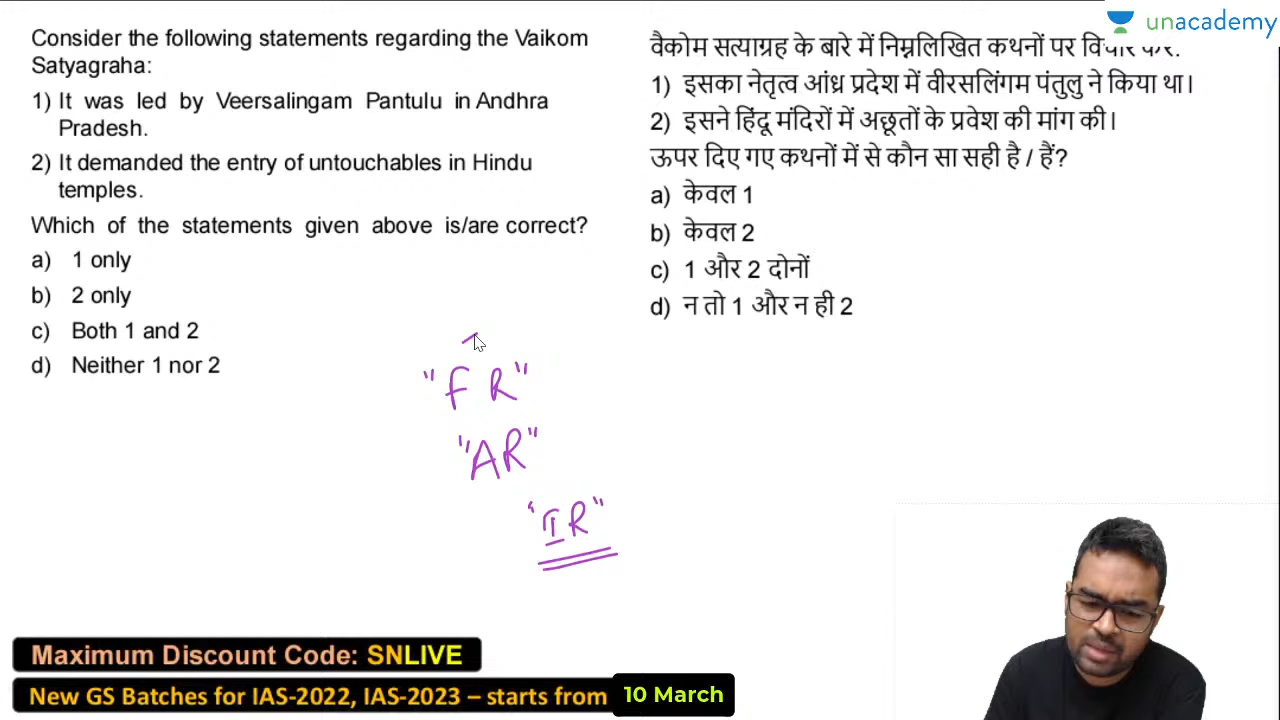 unacademy
Consider the following statements regarding the Vaikom
Satyagraha:
1) It was led by Veersalingam Pantulu in Andhra
Pradesh.
2) It demanded the entry of untouchables in Hindu
temples.
Which of the statements given above is/are correct?
a) 1 only
b) 2 only
c) Both 1 and 2
d) Neither 1 nor 2
वैकोम सत्याग्रह के बारे में निम्नलिखित कथनों पर विचार करें:
1) इसका नेतृत्व आंध्र प्रदेश में वीरसलिंगम पंतुलु ने किया था।
2) इसने हिंदू मंदिरों में अछूतों के प्रवेश की मांग की।
ऊपर दिए गए कथनों में से कौन सा सही है / हैं?
a) केवल 1
b) केवल 2
c) 1 और 2 दोनों
d) न तो 1 और न ही 2
"FR"
"AR"
"IR"
Maximum Discount Code: SNLIVE
New GS Batches for IAS-2022, IAS-2023 – starts from 10 March